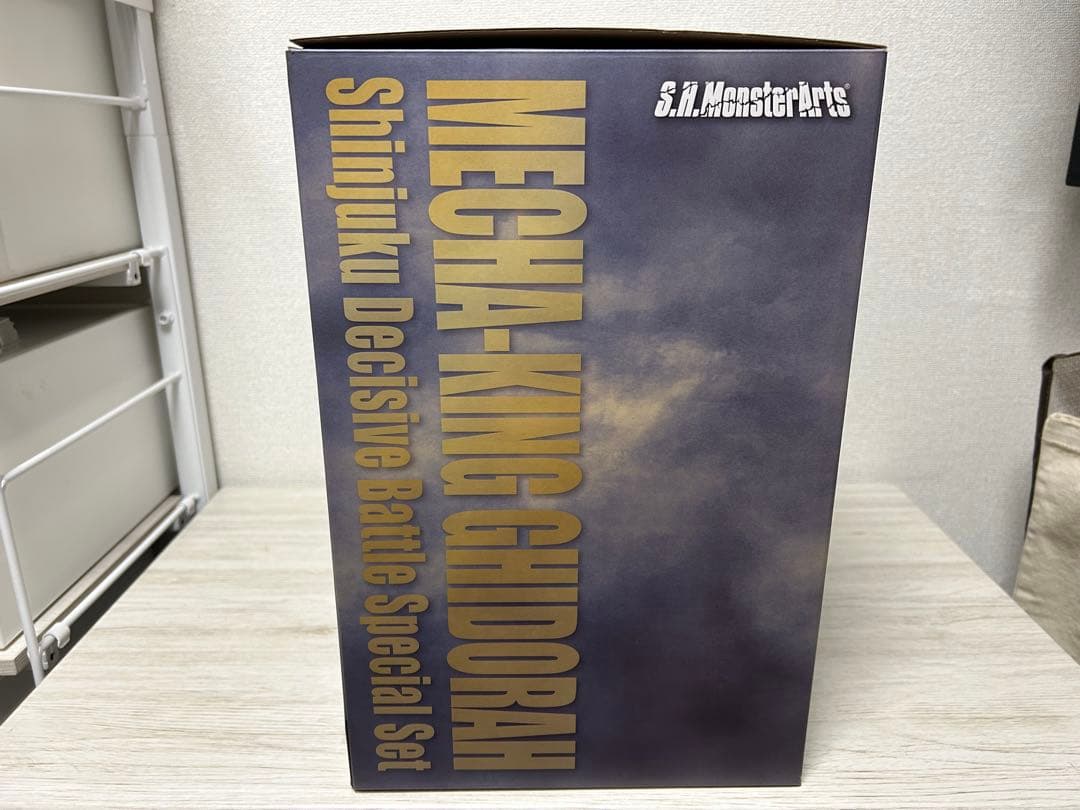 S.H.MonsterArts
MECHA-KING GHIDORAH
Shinjuku Decisive Battle Special Set